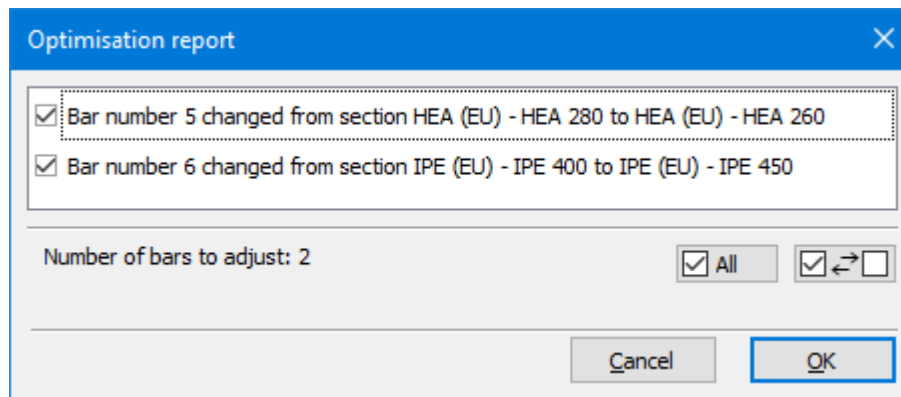 Optimisation report
Bar number 5 changed from section HEA (EU) - HEA 280 to HEA (EU) - HEA 260
Bar number 6 changed from section IPE (EU) - IPE 400 to IPE (EU) - IPE 450
Number of bars to adjust: 2
All
Cancel
OK